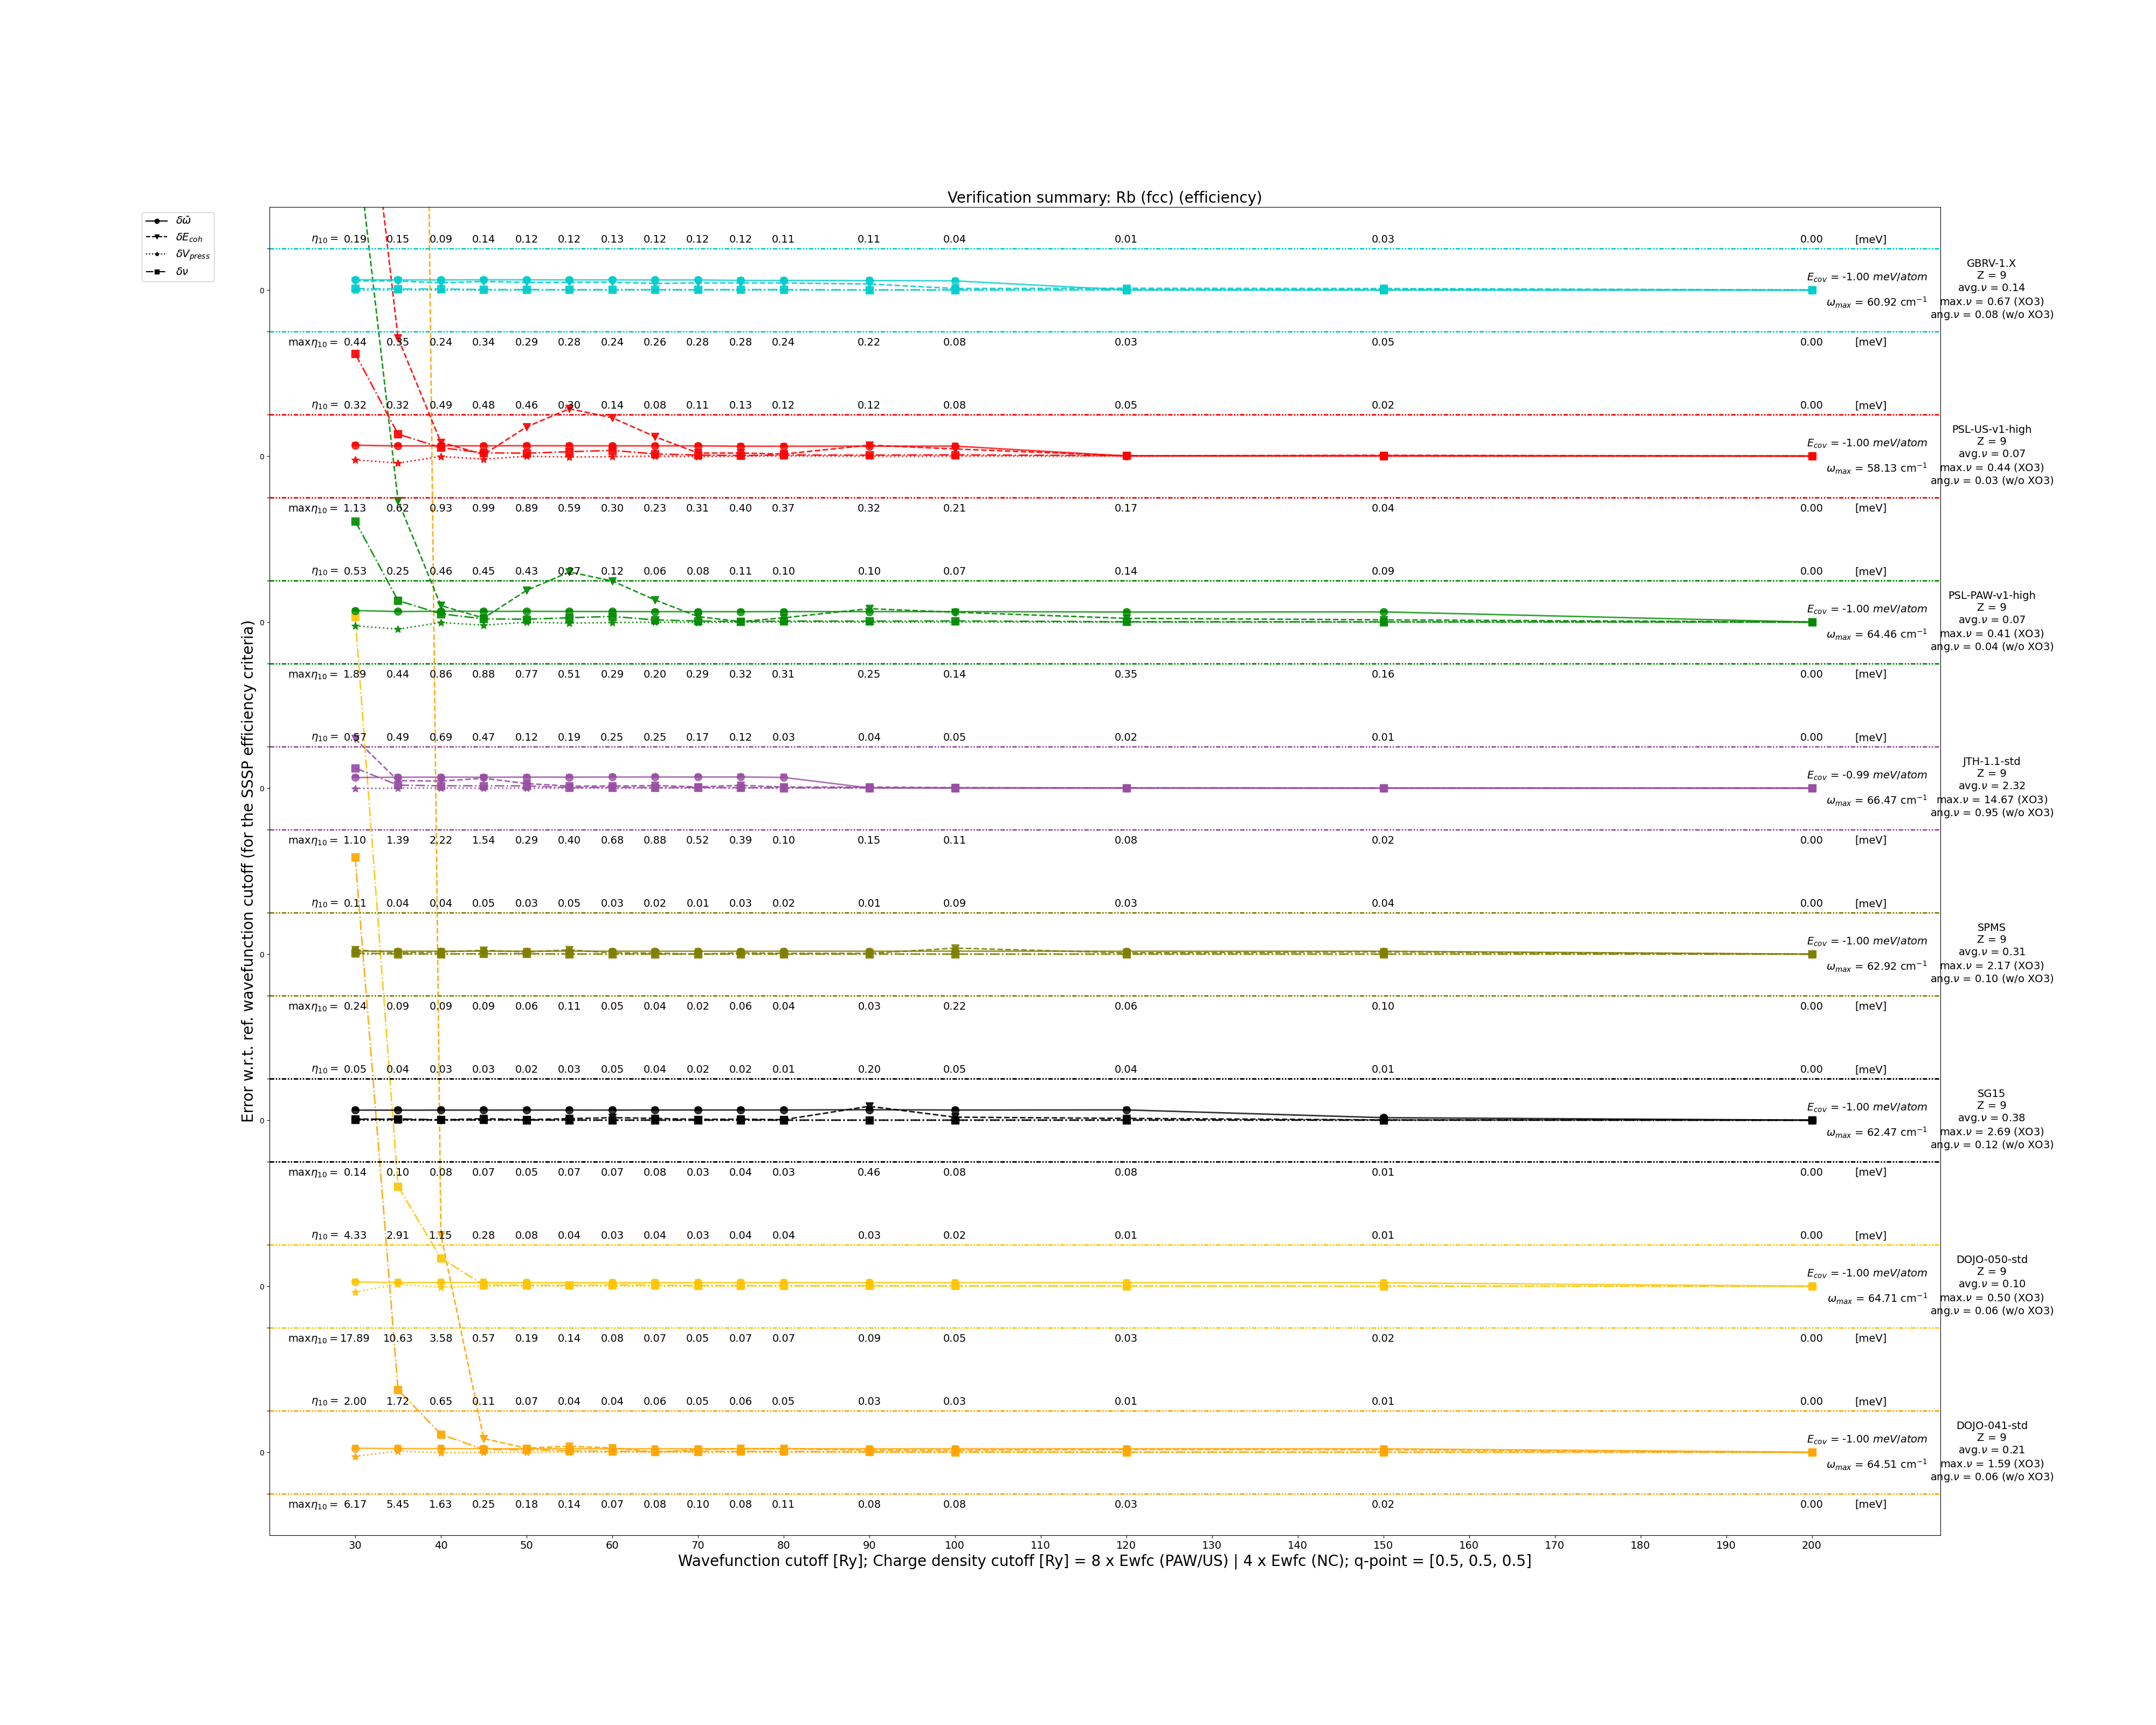 Verification summary: Rb (fcc) (efficiency)
δω̄
δE_coh
δV_press
δν
Error w.r.t. ref. wavefunction cutoff (for the SSSP efficiency criteria)
η₁₀ = 0.19 0.15 0.09 0.14 0.12 0.12 0.13 0.12 0.12 0.12 0.11 0.11 0.04 0.01 0.03 0.00 [meV]
0
E_cov = -1.00 meV/atom
ω_max = 60.92 cm⁻¹
GBRV-1.X
Z = 9
avg.ν = 0.14
max.ν = 0.67 (XO3)
ang.ν = 0.08 (w/o XO3)
maxη₁₀ = 0.44 0.35 0.24 0.34 0.29 0.28 0.24 0.26 0.28 0.28 0.24 0.22 0.08 0.03 0.05 0.00 [meV]
η₁₀ = 0.32 0.32 0.49 0.48 0.46 0.30 0.14 0.08 0.11 0.13 0.12 0.12 0.08 0.05 0.02 0.00 [meV]
0
E_cov = -1.00 meV/atom
ω_max = 58.13 cm⁻¹
PSL-US-v1-high
Z = 9
avg.ν = 0.07
max.ν = 0.44 (XO3)
ang.ν = 0.03 (w/o XO3)
maxη₁₀ = 1.13 0.62 0.93 0.99 0.89 0.59 0.30 0.23 0.31 0.40 0.37 0.32 0.21 0.17 0.04 0.00 [meV]
η₁₀ = 0.53 0.25 0.46 0.45 0.43 0.27 0.12 0.06 0.08 0.11 0.10 0.10 0.07 0.14 0.09 0.00 [meV]
0
E_cov = -1.00 meV/atom
ω_max = 64.46 cm⁻¹
PSL-PAW-v1-high
Z = 9
avg.ν = 0.07
max.ν = 0.41 (XO3)
ang.ν = 0.04 (w/o XO3)
maxη₁₀ = 1.89 0.44 0.86 0.88 0.77 0.51 0.29 0.20 0.29 0.32 0.31 0.25 0.14 0.35 0.16 0.00 [meV]
η₁₀ = 0.57 0.49 0.69 0.47 0.12 0.19 0.25 0.25 0.17 0.12 0.03 0.04 0.05 0.02 0.01 0.00 [meV]
0
E_cov = -0.99 meV/atom
ω_max = 66.47 cm⁻¹
JTH-1.1-std
Z = 9
avg.ν = 2.32
max.ν = 14.67 (XO3)
ang.ν = 0.95 (w/o XO3)
maxη₁₀ = 1.10 1.39 2.22 1.54 0.29 0.40 0.68 0.88 0.52 0.39 0.10 0.15 0.11 0.08 0.02 0.00 [meV]
η₁₀ = 0.11 0.04 0.04 0.05 0.03 0.05 0.03 0.02 0.01 0.03 0.02 0.01 0.09 0.03 0.04 0.00 [meV]
0
E_cov = -1.00 meV/atom
ω_max = 62.92 cm⁻¹
SPMS
Z = 9
avg.ν = 0.31
max.ν = 2.17 (XO3)
ang.ν = 0.10 (w/o XO3)
maxη₁₀ = 0.24 0.09 0.09 0.09 0.06 0.11 0.05 0.04 0.02 0.06 0.04 0.03 0.22 0.06 0.10 0.00 [meV]
η₁₀ = 0.05 0.04 0.03 0.03 0.02 0.03 0.05 0.04 0.02 0.02 0.01 0.20 0.05 0.04 0.01 0.00 [meV]
0
E_cov = -1.00 meV/atom
ω_max = 62.47 cm⁻¹
SG15
Z = 9
avg.ν = 0.38
max.ν = 2.69 (XO3)
ang.ν = 0.12 (w/o XO3)
maxη₁₀ = 0.14 0.10 0.08 0.07 0.05 0.07 0.07 0.08 0.03 0.04 0.03 0.46 0.08 0.08 0.01 0.00 [meV]
η₁₀ = 4.33 2.91 1.15 0.28 0.08 0.04 0.03 0.04 0.03 0.04 0.04 0.03 0.02 0.01 0.01 0.00 [meV]
0
E_cov = -1.00 meV/atom
ω_max = 64.71 cm⁻¹
DOJO-050-std
Z = 9
avg.ν = 0.10
max.ν = 0.50 (XO3)
ang.ν = 0.06 (w/o XO3)
maxη₁₀ = 17.89 10.63 3.58 0.57 0.19 0.14 0.08 0.07 0.05 0.07 0.07 0.09 0.05 0.03 0.02 0.00 [meV]
η₁₀ = 2.00 1.72 0.65 0.11 0.07 0.04 0.04 0.06 0.05 0.06 0.05 0.03 0.03 0.01 0.01 0.00 [meV]
0
E_cov = -1.00 meV/atom
ω_max = 64.51 cm⁻¹
DOJO-041-std
Z = 9
avg.ν = 0.21
max.ν = 1.59 (XO3)
ang.ν = 0.06 (w/o XO3)
maxη₁₀ = 6.17 5.45 1.63 0.25 0.18 0.14 0.07 0.08 0.10 0.08 0.11 0.08 0.08 0.03 0.02 0.00 [meV]
30 40 50 60 70 80 90 100 110 120 130 140 150 160 170 180 190 200
Wavefunction cutoff [Ry]; Charge density cutoff [Ry] = 8 x Ewfc (PAW/US) | 4 x Ewfc (NC); q-point = [0.5, 0.5, 0.5]